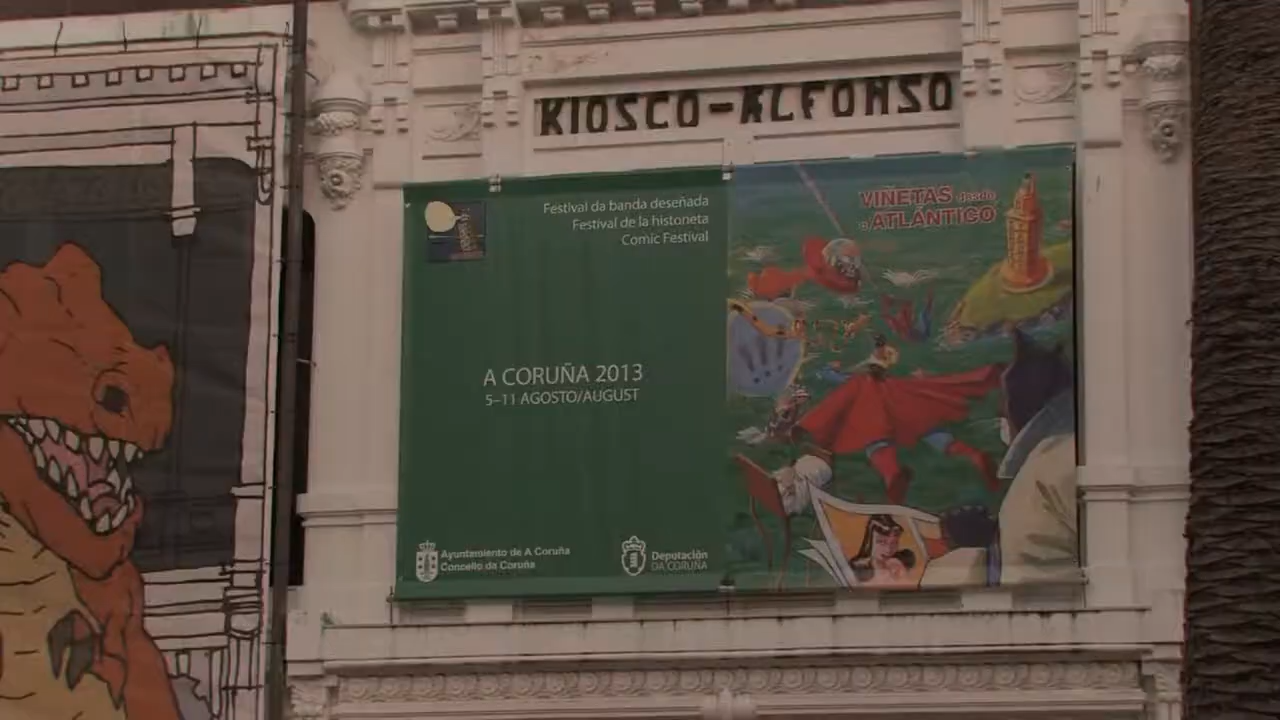 KIOSCO-ALFONSO
Festival da banda deseñada
Festival de la historieta
Comic Festival
VIÑETAS desde
o ATLÁNTICO
A CORUÑA 2013
5-11 AGOSTO/AUGUST
Ayuntamiento de A Coruña
Concello da Coruña
Deputación
DA CORUÑA